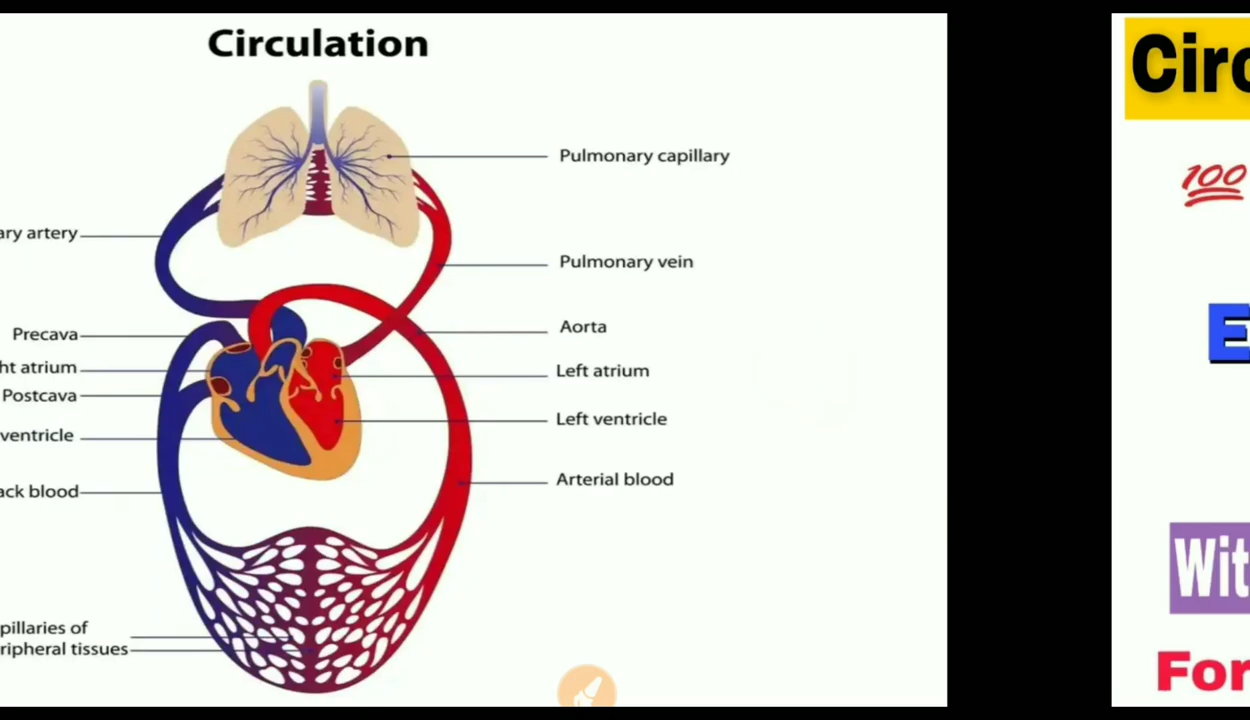 Circulation
Pulmonary capillary
ary artery
Pulmonary vein
Precava
Aorta
ht atrium
Left atrium
Postcava
ventricle
Left ventricle
ack blood
Arterial blood
pillaries of
ripheral tissues
Circ
100
E
Wit
For